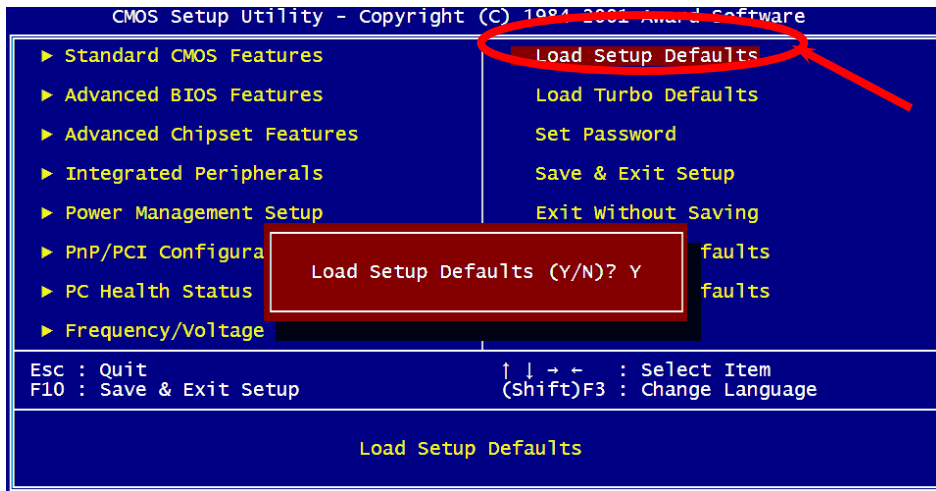 CMOS Setup Utility - Copyright (C) 1984-2001 Award Software
▶ Standard CMOS Features
▶ Advanced BIOS Features
▶ Advanced Chipset Features
▶ Integrated Peripherals
▶ Power Management Setup
▶ PnP/PCI Configura
▶ PC Health Status
▶ Frequency/Voltage
Load Setup Defaults
Load Turbo Defaults
Set Password
Save & Exit Setup
Exit Without Saving
faults
faults
Load Setup Defaults (Y/N)? Y
Esc : Quit
F10 : Save & Exit Setup
↑ ↓ → ← : Select Item
(Shift)F3 : Change Language
Load Setup Defaults